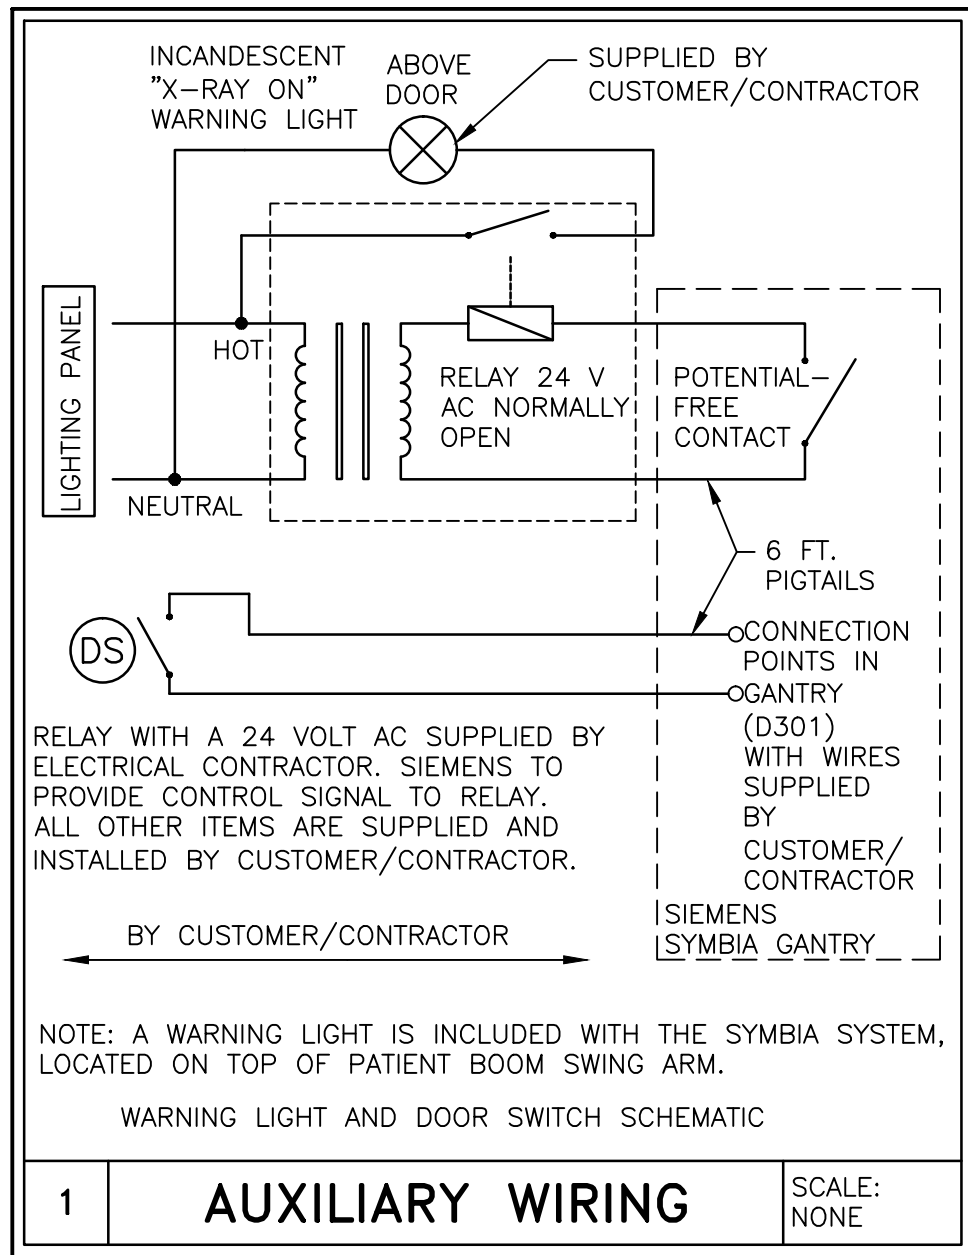 INCANDESCENT
"X-RAY ON"
WARNING LIGHT
ABOVE
DOOR
SUPPLIED BY
CUSTOMER/CONTRACTOR
LIGHTING PANEL
HOT
NEUTRAL
RELAY 24 V
AC NORMALLY
OPEN
POTENTIAL-
FREE
CONTACT
6 FT.
PIGTAILS
DS
CONNECTION
POINTS IN
GANTRY
(D301)
WITH WIRES
SUPPLIED
BY
CUSTOMER/
CONTRACTOR
SIEMENS
SYMBIA GANTRY
RELAY WITH A 24 VOLT AC SUPPLIED BY
ELECTRICAL CONTRACTOR. SIEMENS TO
PROVIDE CONTROL SIGNAL TO RELAY.
ALL OTHER ITEMS ARE SUPPLIED AND
INSTALLED BY CUSTOMER/CONTRACTOR.
BY CUSTOMER/CONTRACTOR
NOTE: A WARNING LIGHT IS INCLUDED WITH THE SYMBIA SYSTEM,
LOCATED ON TOP OF PATIENT BOOM SWING ARM.
WARNING LIGHT AND DOOR SWITCH SCHEMATIC
1
AUXILIARY WIRING
SCALE:
NONE